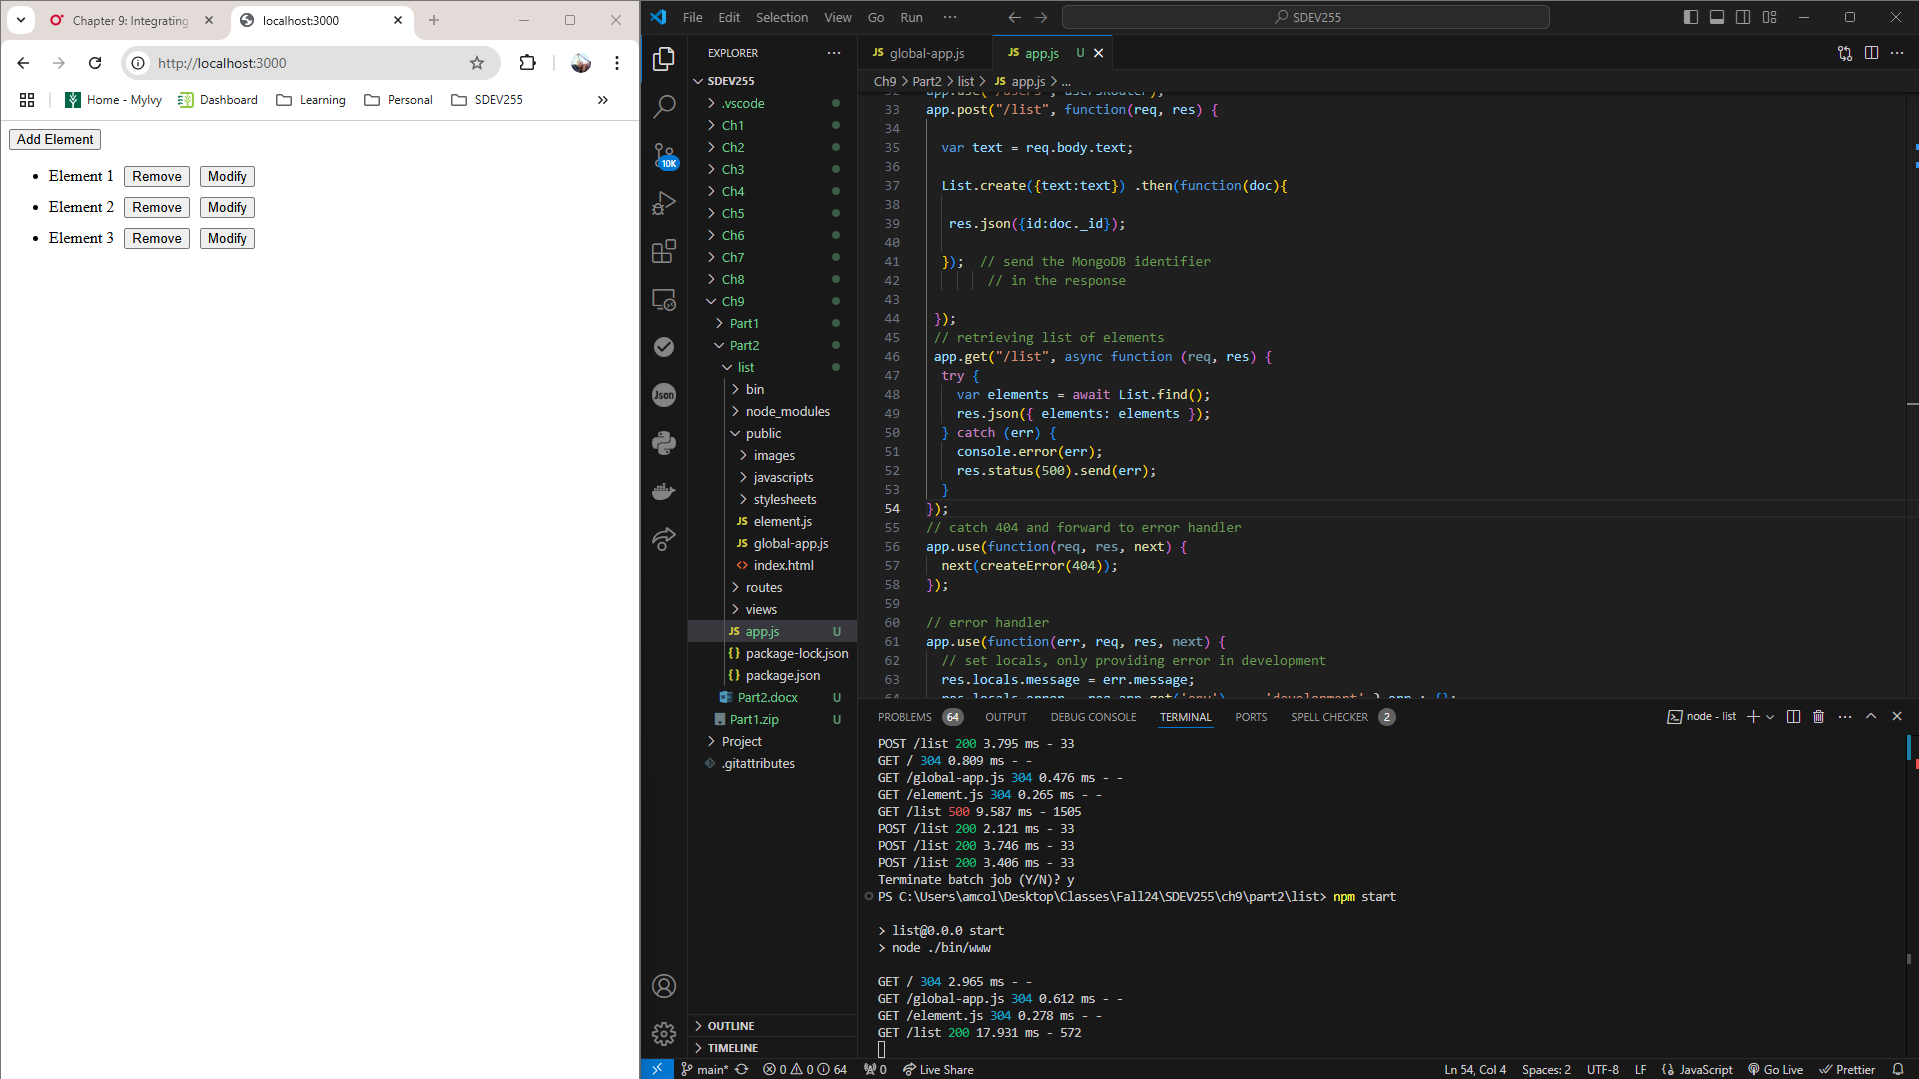 Chapter 9: Integrating
localhost:3000
http://localhost:3000
Home - MyIvy
Dashboard
Learning
Personal
SDEV255
Add Element
Element 1 Remove Modify
Element 2 Remove Modify
Element 3 Remove Modify
File Edit Selection View Go Run ···
SDEV255
EXPLORER
SDEV255
.vscode
Ch1
Ch2
Ch3
Ch4
Ch5
Ch6
Ch7
Ch8
Ch9
Part1
Part2
list
bin
node_modules
public
images
javascripts
stylesheets
JS element.js
JS global-app.js
<> index.html
routes
views
JS app.js U
{} package-lock.json
{} package.json
Part2.docx U
Part1.zip U
Project
.gitattributes
OUTLINE
TIMELINE
10K
Json
JS global-app.js
JS app.js U
Ch9 > Part2 > list > JS app.js > ...
32 app.use('/users', usersRouter);
33 app.post("/list", function(req, res) {
34
35 var text = req.body.text;
36
37 List.create({text:text}) .then(function(doc){
38
39 res.json({id:doc._id});
40
41 }); // send the MongoDB identifier
42 // in the response
43
44 });
45 // retrieving list of elements
46 app.get("/list", async function (req, res) {
47 try {
48 var elements = await List.find();
49 res.json({ elements: elements });
50 } catch (err) {
51 console.error(err);
52 res.status(500).send(err);
53 }
54 });
55 // catch 404 and forward to error handler
56 app.use(function(req, res, next) {
57 next(createError(404));
58 });
59
60 // error handler
61 app.use(function(err, req, res, next) {
62 // set locals, only providing error in development
63 res.locals.message = err.message;
PROBLEMS 64 OUTPUT DEBUG CONSOLE TERMINAL PORTS SPELL CHECKER 2
node - list
POST /list 200 3.795 ms - 33
GET / 304 0.809 ms - -
GET /global-app.js 304 0.476 ms - -
GET /element.js 304 0.265 ms - -
GET /list 500 9.587 ms - 1505
POST /list 200 2.121 ms - 33
POST /list 200 3.746 ms - 33
POST /list 200 3.406 ms - 33
Terminate batch job (Y/N)? y
PS C:\Users\amcol\Desktop\Classes\Fall24\SDEV255\ch9\part2\list> npm start
> list@0.0.0 start
> node ./bin/www
GET / 304 2.965 ms - -
GET /global-app.js 304 0.612 ms - -
GET /element.js 304 0.278 ms - -
GET /list 200 17.931 ms - 572
main* 0 0 64 0 Live Share
Ln 54, Col 4 Spaces: 2 UTF-8 LF {} JavaScript Go Live Prettier